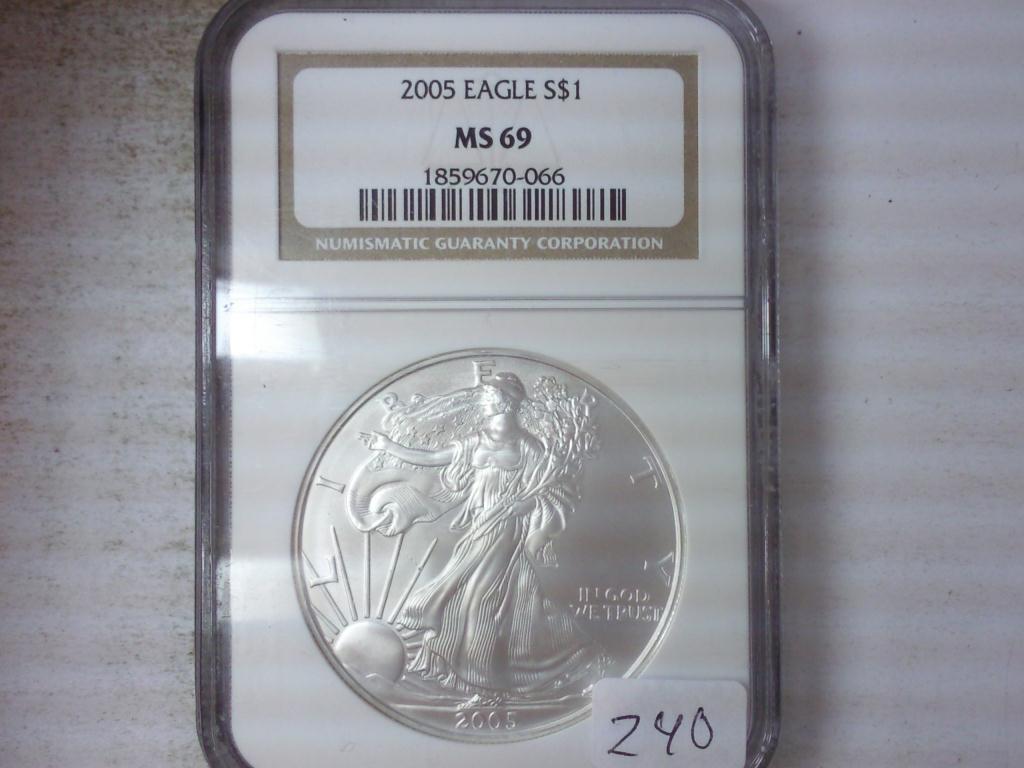 2005 EAGLE S$1
MS 69
1859670-066
NUMISMATIC GUARANTY CORPORATION
LIBERTY
IN GOD
WE TRUST
2005
240